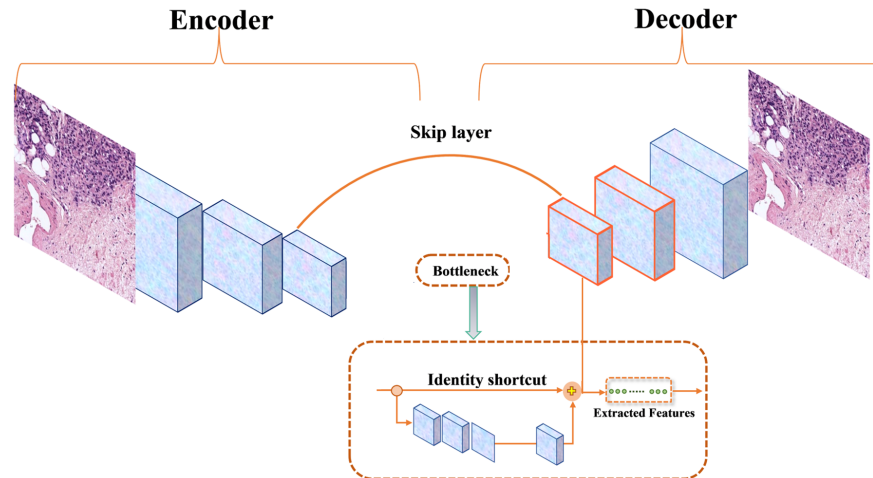 Encoder
Decoder
Skip layer
Bottleneck
Identity shortcut
Extracted Features